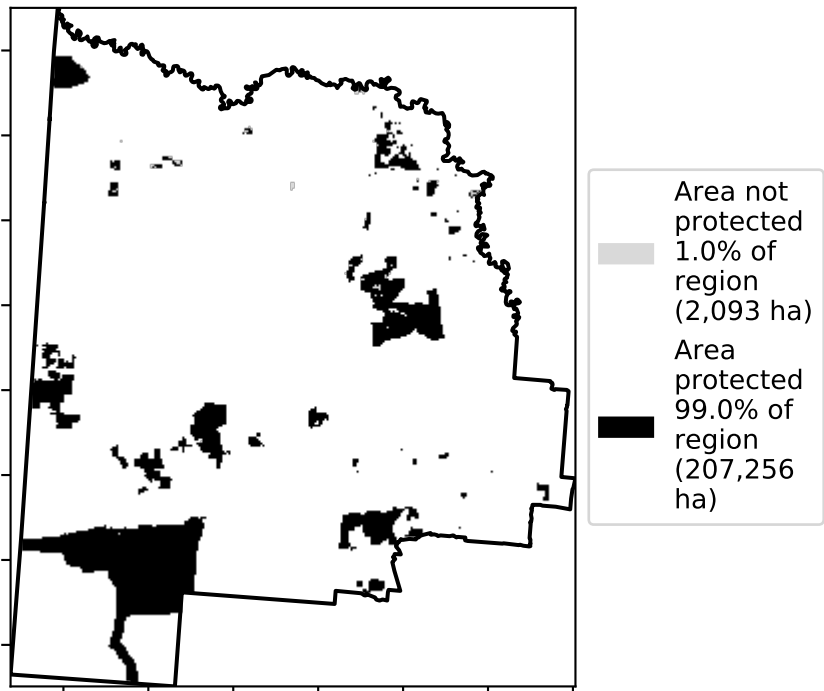 Area not
protected
1.0% of
region
(2,093 ha)
Area
protected
99.0% of
region
(207,256
ha)